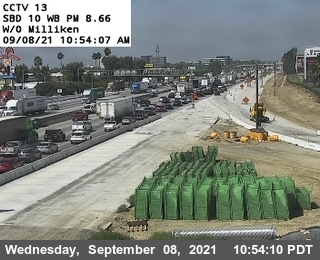 CCTV 13
SBD 10 WB PM 8.66
W/O Milliken
09/08/21 10:54:07 AM
Wednesday, September 08, 2021 10:54:10 PDT